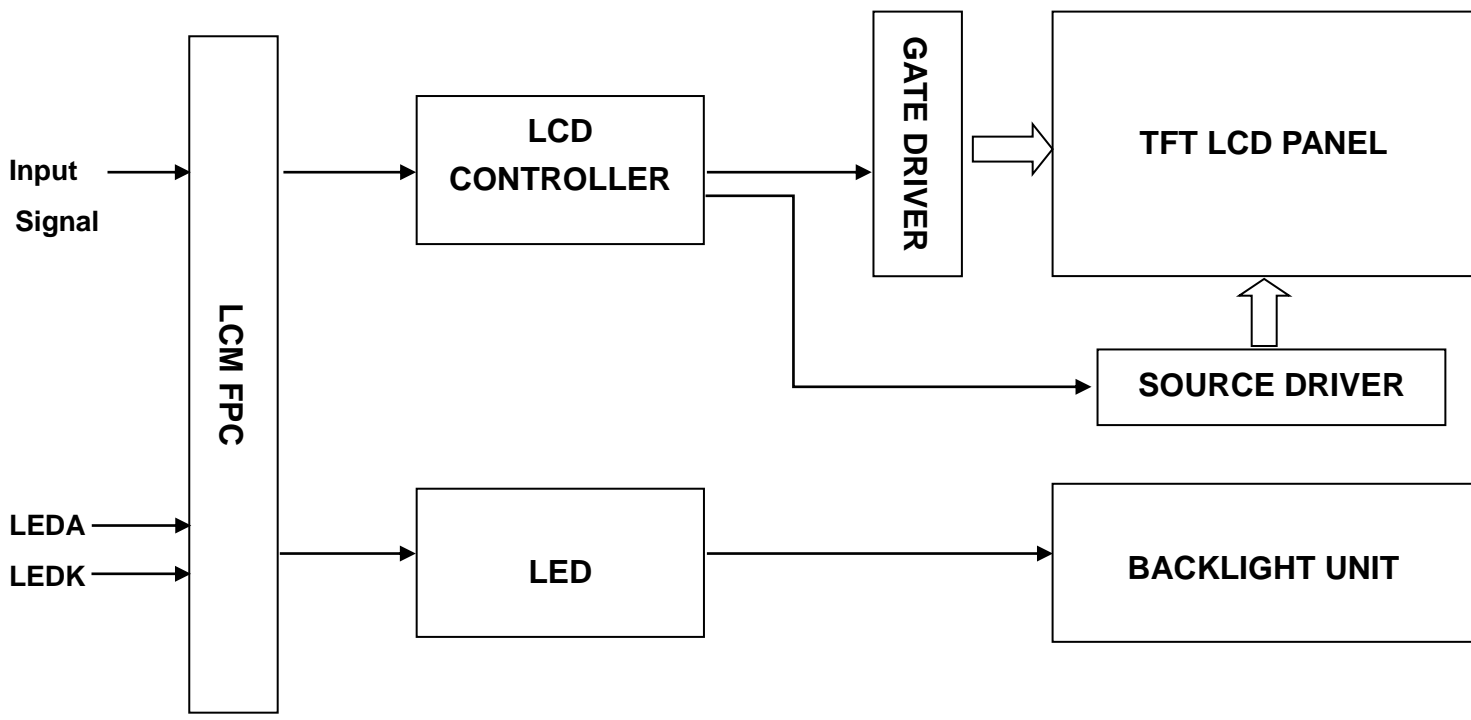 Input
Signal
LEDA
LEDK
LCM FPC
LCD
CONTROLLER
LED
GATE DRIVER
TFT LCD PANEL
SOURCE DRIVER
BACKLIGHT UNIT